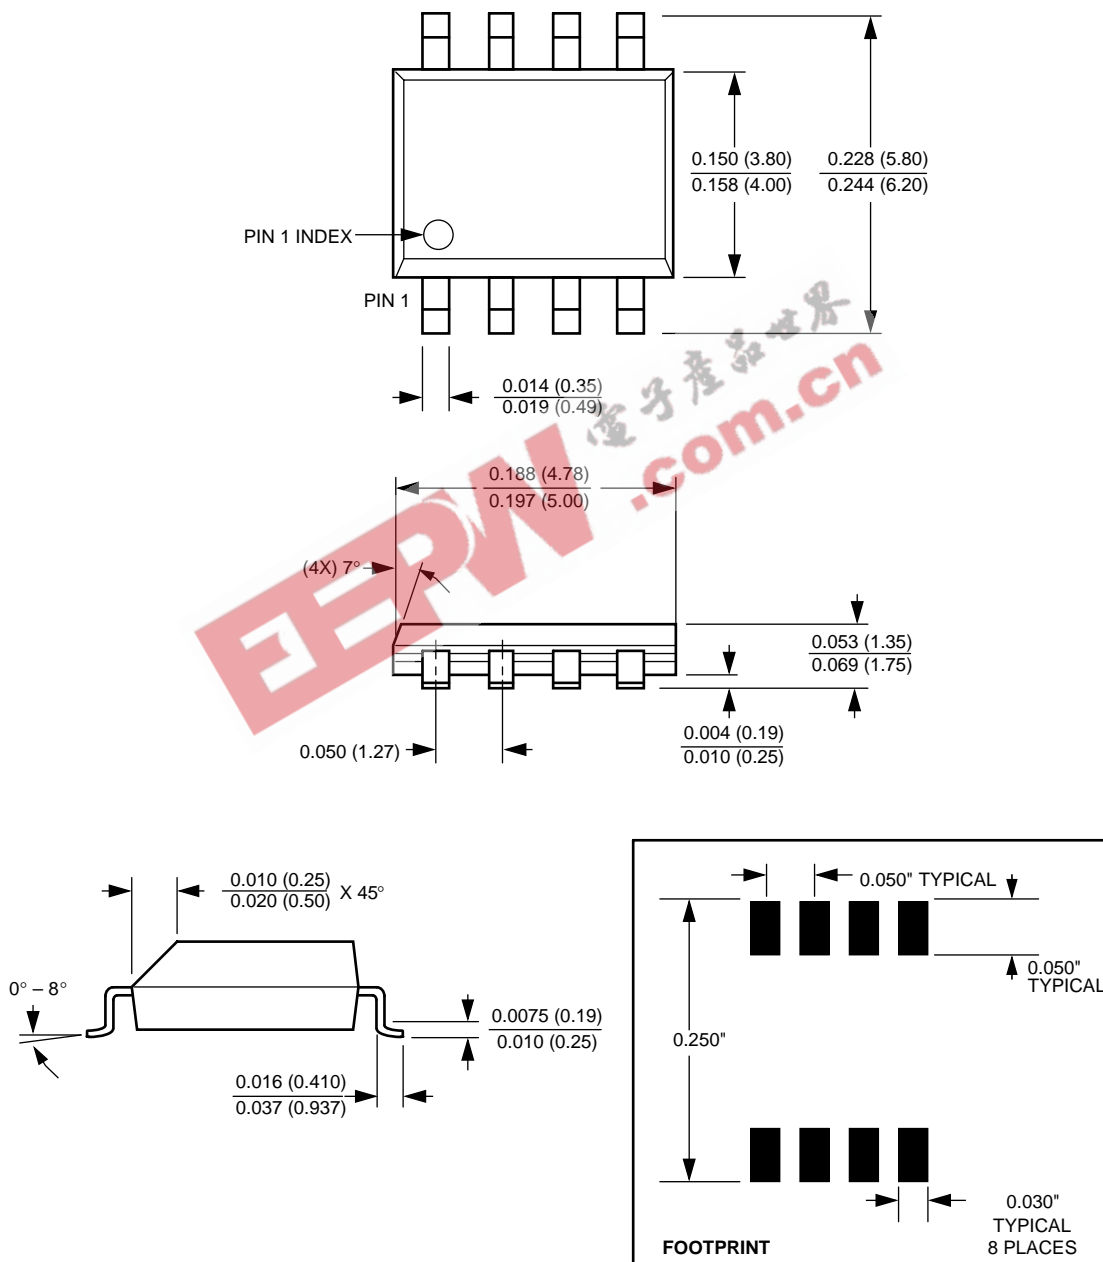 0.150 (3.80)
0.158 (4.00)
0.228 (5.80)
0.244 (6.20)
PIN 1 INDEX
PIN 1
0.014 (0.35)
0.019 (0.49)
電子產品世界
EEPW.com.cn
0.188 (4.78)
0.197 (5.00)
(4X) 7°
0.053 (1.35)
0.069 (1.75)
0.004 (0.19)
0.010 (0.25)
0.050 (1.27)
0.010 (0.25)
0.020 (0.50)
X 45°
0° – 8°
0.0075 (0.19)
0.010 (0.25)
0.016 (0.410)
0.037 (0.937)
0.050" TYPICAL
0.050"
TYPICAL
0.250"
0.030"
TYPICAL
8 PLACES
FOOTPRINT